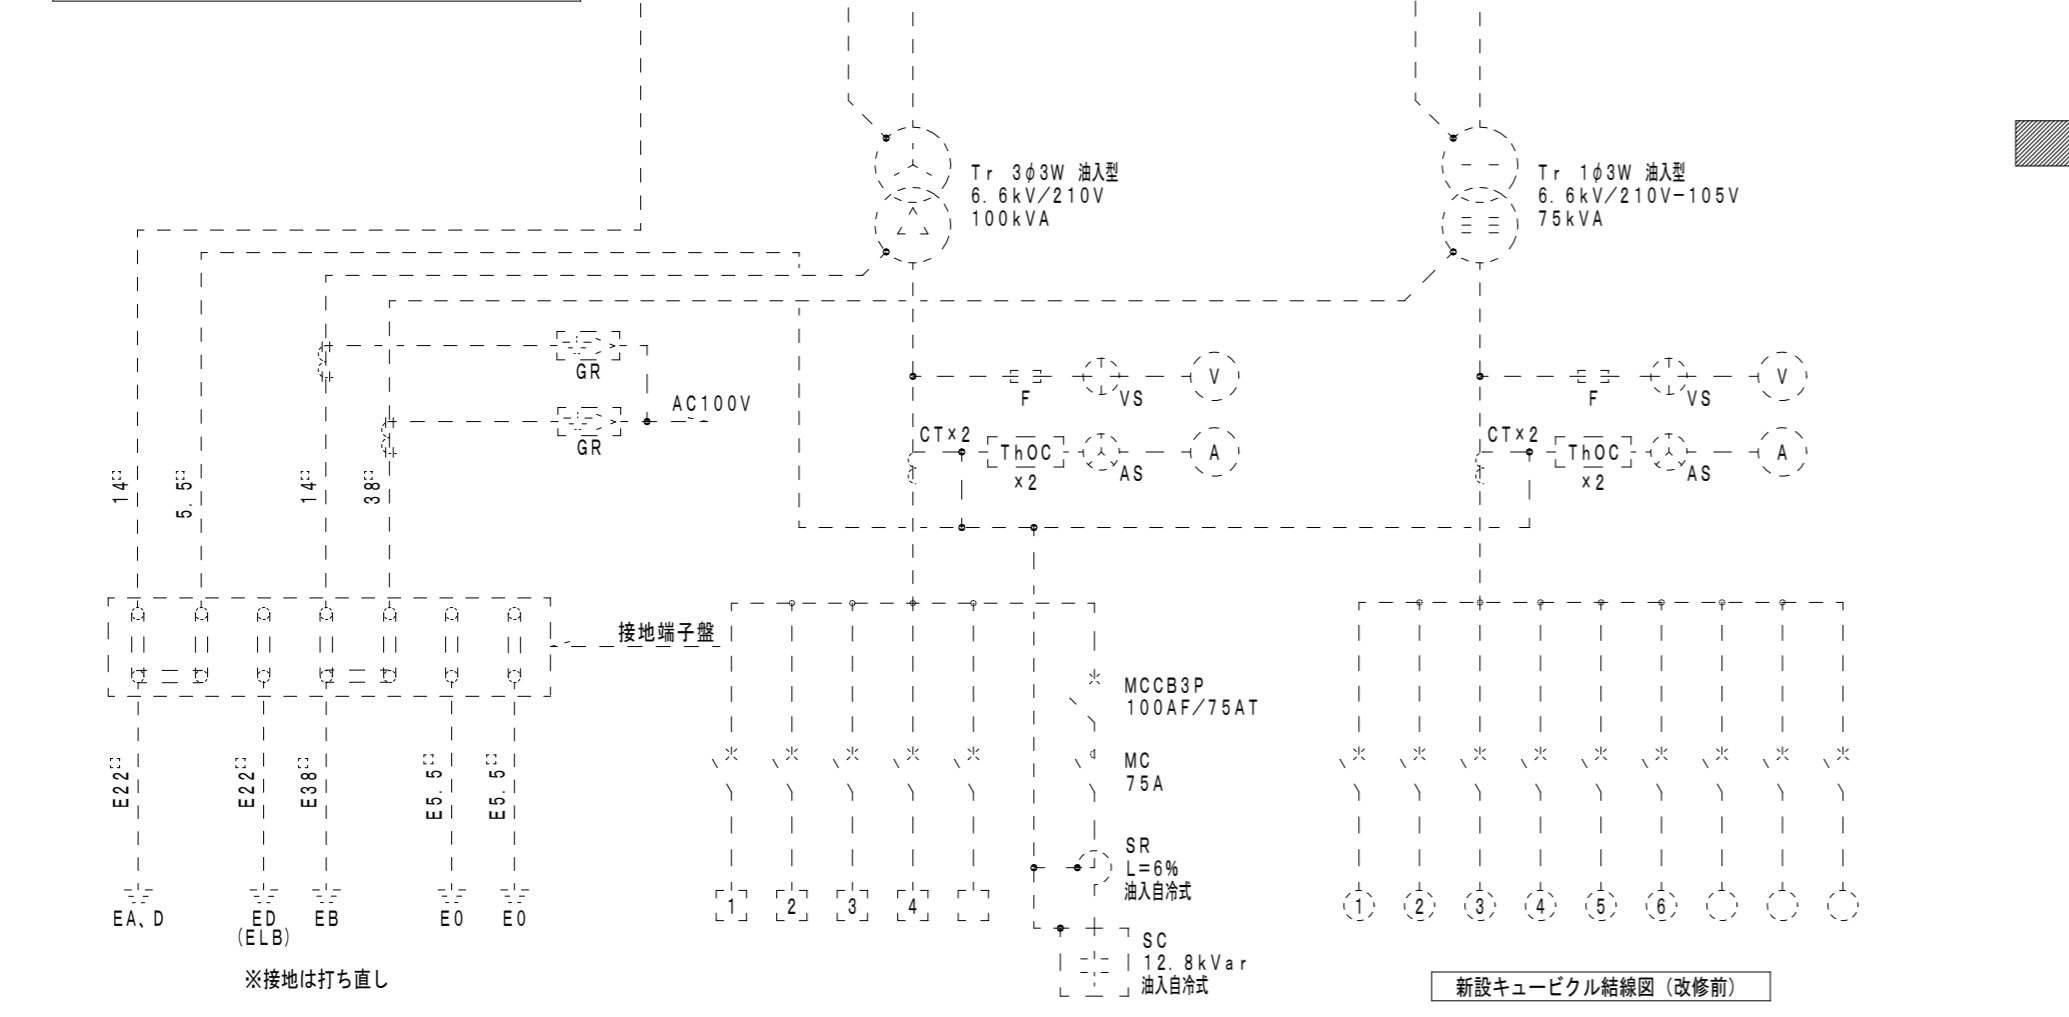 Tr 3φ3W 油入型
6.6kV/210V
100kVA
Tr 1φ3W 油入型
6.6kV/210V-105V
75kVA
GR
AC100V
GR
F
VS
V
CT×2
ThOC
×2
AS
A
F
VS
V
CT×2
ThOC
×2
AS
A
14□
5.5□
14□
38□
接地端子盤
MCCB3P
100AF/75AT
MC
75A
SR
L=6%
油入自冷式
SC
12.8kVar
油入自冷式
E22□
E22□
E38□
E5.5□
E5.5□
EA、D
ED
(ELB)
EB
E0
E0
※接地は打ち直し
1
2
3
4
1
2
3
4
5
6
新設キュービクル結線図（改修前）